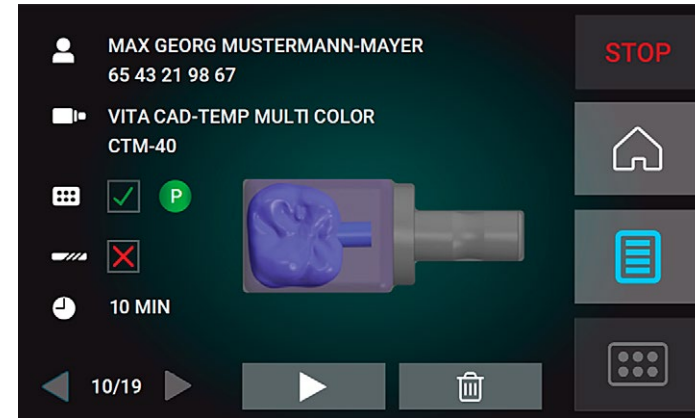 MAX GEORG MUSTERMANN-MAYER
65 43 21 98 67
STOP
VITA CAD-TEMP MULTI COLOR
CTM-40
P
10 MIN
10/19